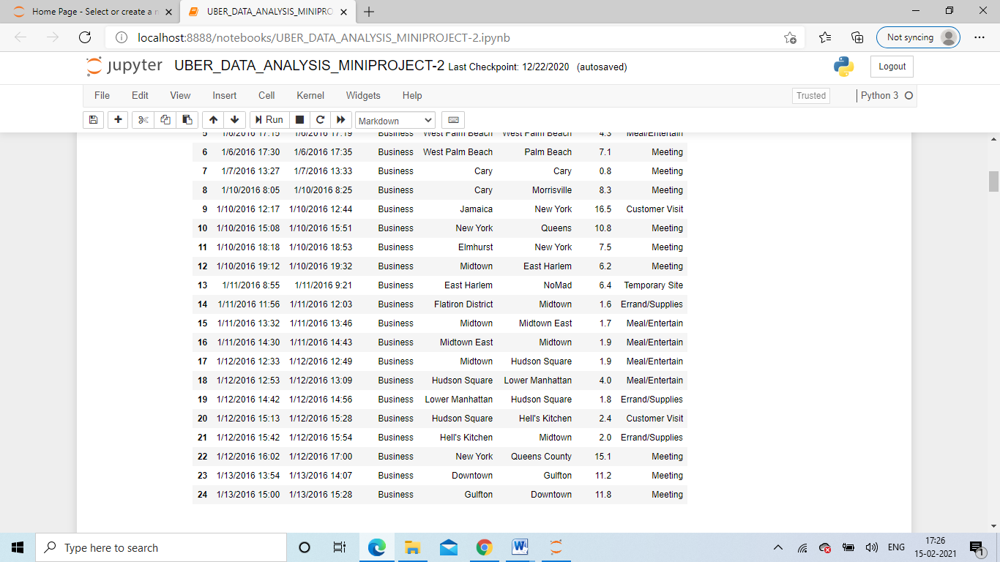 Home Page - Select or create a n
UBER_DATA_ANALYSIS_MINIPRO
localhost:8888/notebooks/UBER_DATA_ANALYSIS_MINIPROJECT-2.ipynb
Not syncing
jupyter UBER_DATA_ANALYSIS_MINIPROJECT-2 Last Checkpoint: 12/22/2020 (autosaved)
Logout
File Edit View Insert Cell Kernel Widgets Help
Trusted
Python 3
Run
Markdown
5 1/6/2016 17:15 1/6/2016 17:19 Business West Palm Beach West Palm Beach 4.3 Meal/Entertain
6 1/6/2016 17:30 1/6/2016 17:35 Business West Palm Beach Palm Beach 7.1 Meeting
7 1/7/2016 13:27 1/7/2016 13:33 Business Cary Cary 0.8 Meeting
8 1/10/2016 8:05 1/10/2016 8:25 Business Cary Morrisville 8.3 Meeting
9 1/10/2016 12:17 1/10/2016 12:44 Business Jamaica New York 16.5 Customer Visit
10 1/10/2016 15:08 1/10/2016 15:51 Business New York Queens 10.8 Meeting
11 1/10/2016 18:18 1/10/2016 18:53 Business Elmhurst New York 7.5 Meeting
12 1/10/2016 19:12 1/10/2016 19:32 Business Midtown East Harlem 6.2 Meeting
13 1/11/2016 8:55 1/11/2016 9:21 Business East Harlem NoMad 6.4 Temporary Site
14 1/11/2016 11:56 1/11/2016 12:03 Business Flatiron District Midtown 1.6 Errand/Supplies
15 1/11/2016 13:32 1/11/2016 13:46 Business Midtown Midtown East 1.7 Meal/Entertain
16 1/11/2016 14:30 1/11/2016 14:43 Business Midtown East Midtown 1.9 Meal/Entertain
17 1/12/2016 12:33 1/12/2016 12:49 Business Midtown Hudson Square 1.9 Meal/Entertain
18 1/12/2016 12:53 1/12/2016 13:09 Business Hudson Square Lower Manhattan 4.0 Meal/Entertain
19 1/12/2016 14:42 1/12/2016 14:56 Business Lower Manhattan Hudson Square 1.8 Errand/Supplies
20 1/12/2016 15:13 1/12/2016 15:28 Business Hudson Square Hell's Kitchen 2.4 Customer Visit
21 1/12/2016 15:42 1/12/2016 15:54 Business Hell's Kitchen Midtown 2.0 Errand/Supplies
22 1/12/2016 16:02 1/12/2016 17:00 Business New York Queens County 15.1 Meeting
23 1/13/2016 13:54 1/13/2016 14:07 Business Downtown Gulfton 11.2 Meeting
24 1/13/2016 15:00 1/13/2016 15:28 Business Gulfton Downtown 11.8 Meeting
Type here to search
ENG
17:26
15-02-2021
1